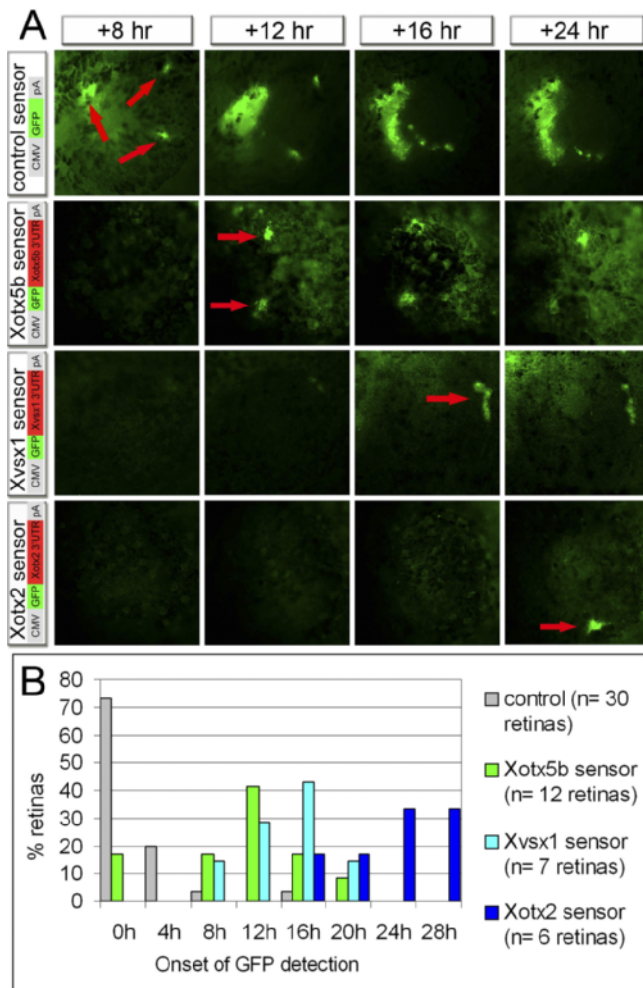 A
+8 hr
+12 hr
+16 hr
+24 hr
control sensor
CMV GFP pA
Xotx5b sensor
CMV GFP Xotx5b 3'UTR pA
Xvsx1 sensor
CMV GFP Xvsx1 3'UTR pA
Xotx2 sensor
CMV GFP Xotx2 3'UTR pA
B
80
70
60
50
40
30
20
10
0
% retinas
0h 4h 8h 12h 16h 20h 24h 28h
Onset of GFP detection
control (n= 30
retinas)
Xotx5b sensor
(n= 12 retinas)
Xvsx1 sensor
(n= 7 retinas)
Xotx2 sensor
(n= 6 retinas)